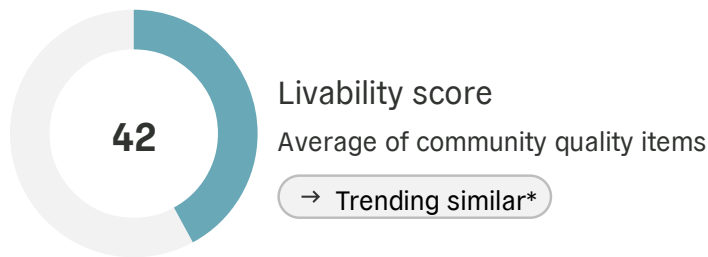 42
Livability score
Average of community quality items
→ Trending similar*